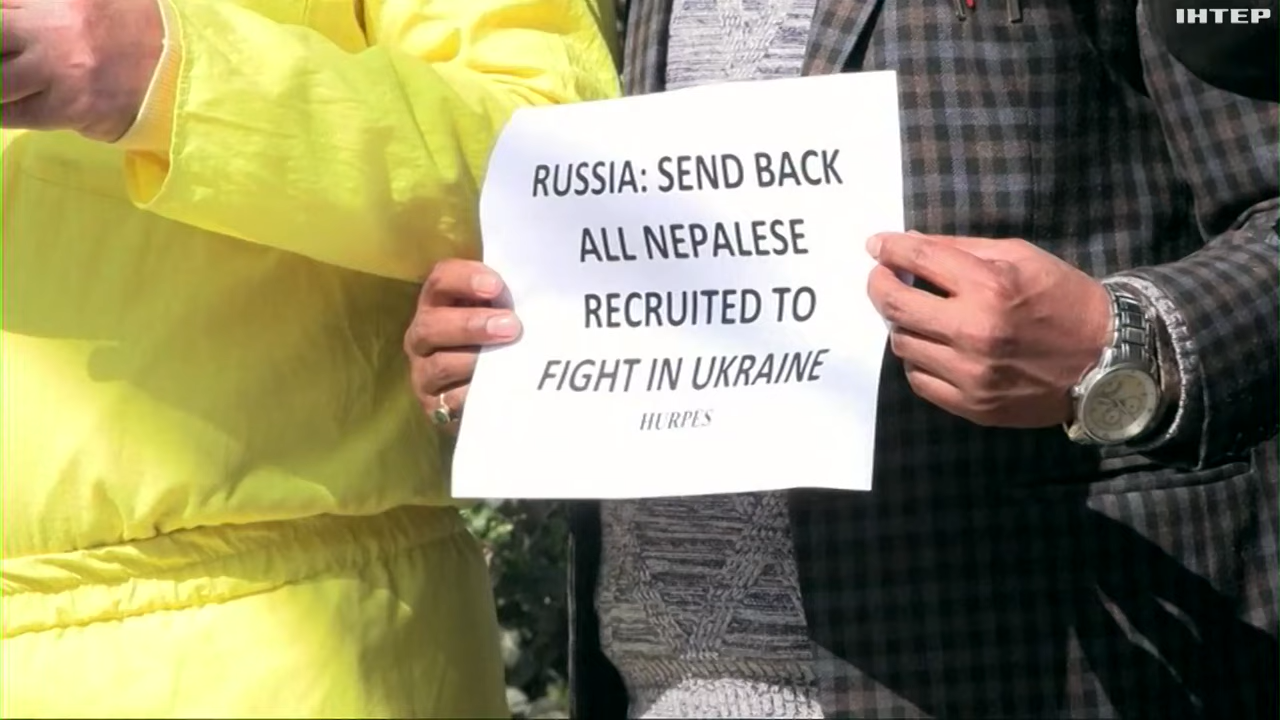 ІНТЕР
RUSSIA: SEND BACK
ALL NEPALESE
RECRUITED TO
FIGHT IN UKRAINE
HURPES